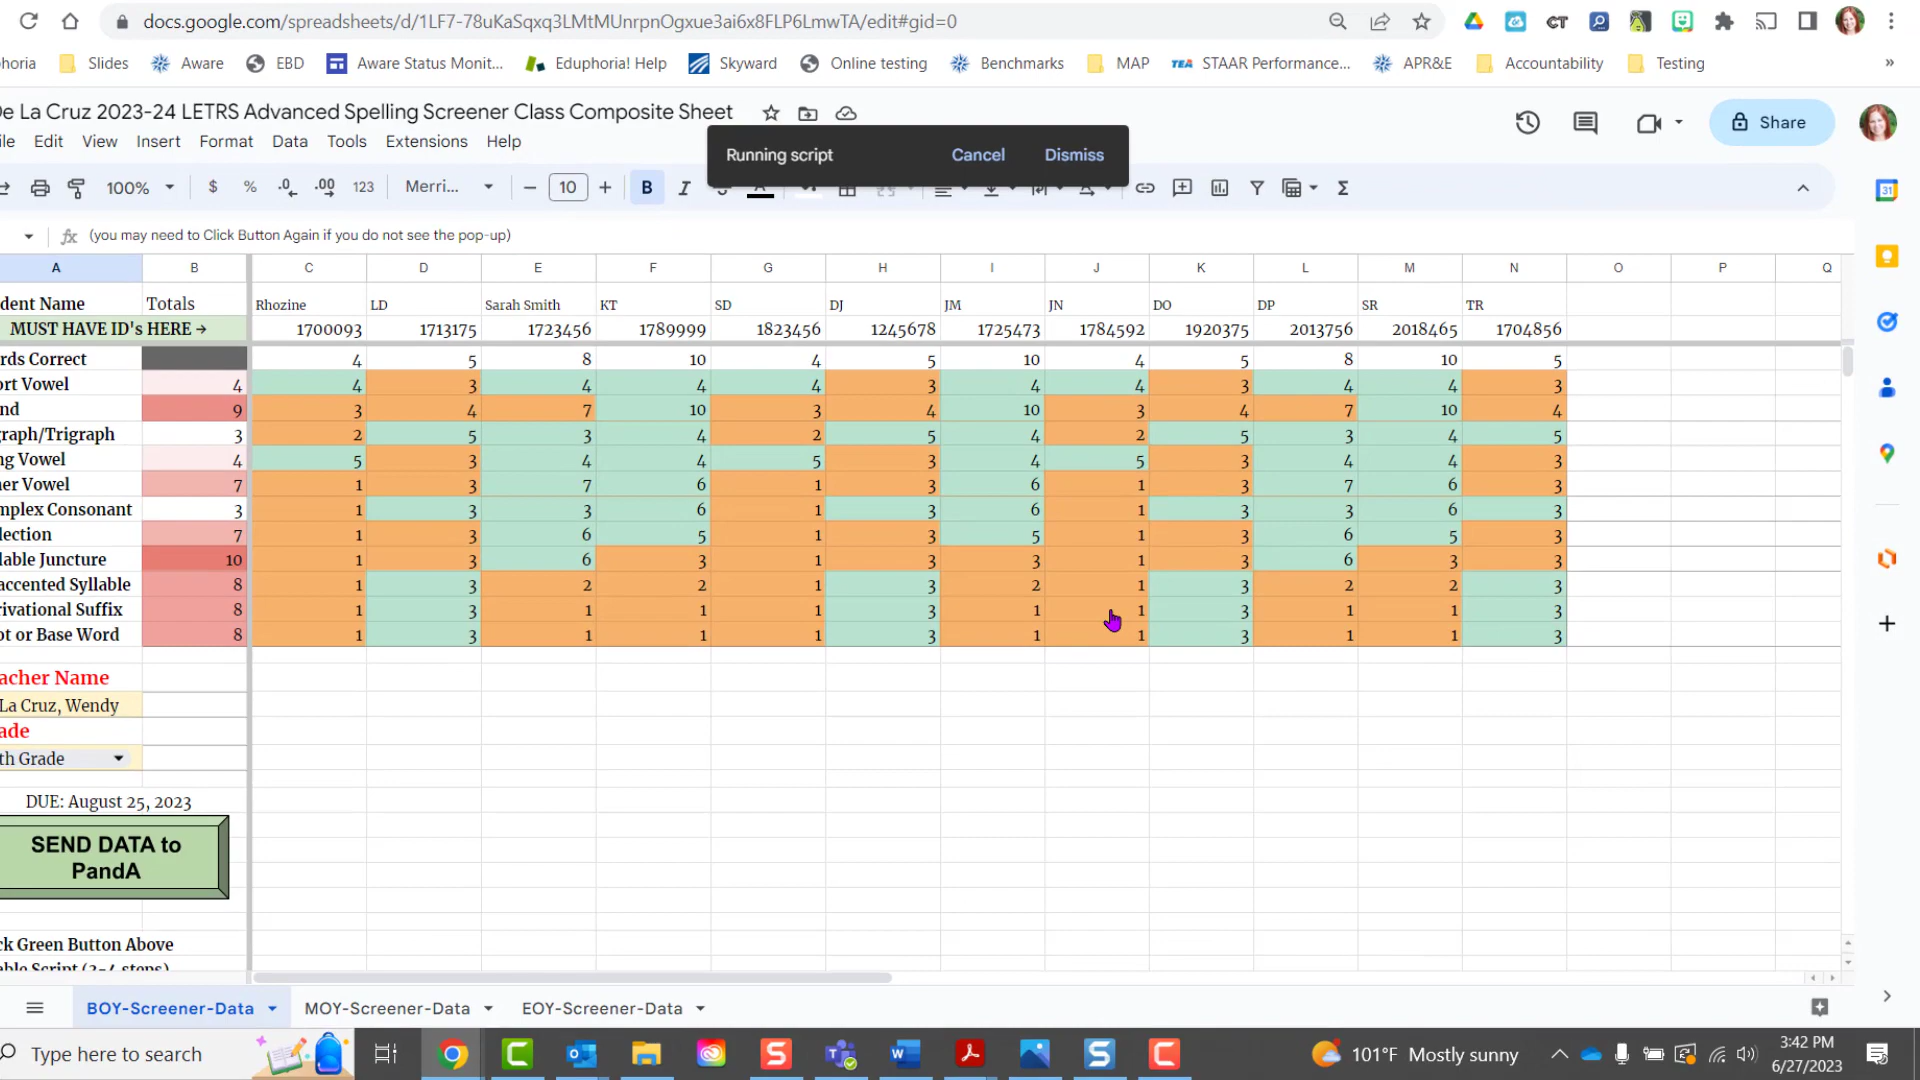 docs.google.com/spreadsheets/d/1LF7-78uKaSqxq3LMtMUnrpnOgxue3ai6x8FLP6LmwTA/edit#gid=0
horia Slides Aware EBD Aware Status Monit... Eduphoria! Help Skyward Online testing Benchmarks MAP TEA STAAR Performance... APR&E Accountability Testing »
De La Cruz 2023-24 LETRS Advanced Spelling Screener Class Composite Sheet
Share
ile Edit View Insert Format Data Tools Extensions Help
Running script Cancel Dismiss
100% $ % .0 .00 123 Merri... 10 B I
(you may need to Click Button Again if you do not see the pop-up)
A B C D E F G H I J K L M N O P Q
dent Name Totals Rhozine LD Sarah Smith KT SD DJ JM JN DO DP SR TR
MUST HAVE ID's HERE → 1700093 1713175 1723456 1789999 1823456 1245678 1725473 1784592 1920375 2013756 2018465 1704856
rds Correct 4 5 8 10 4 5 10 4 5 8 10 5
ort Vowel 4 4 3 4 4 4 3 4 4 3 4 4 3
nd 9 3 4 7 10 3 4 10 3 4 7 10 4
graph/Trigraph 3 2 5 3 4 2 5 4 2 5 3 4 5
ng Vowel 4 5 3 4 4 5 3 4 5 3 4 4 3
her Vowel 7 1 3 7 6 1 3 6 1 3 7 6 3
mplex Consonant 3 1 3 3 6 1 3 6 1 3 3 6 3
lection 7 1 3 6 5 1 3 5 1 3 6 5 3
lable Juncture 10 1 3 6 3 1 3 3 1 3 6 3 3
accented Syllable 8 1 3 2 2 1 3 2 1 3 2 2 3
rivational Suffix 8 1 3 1 1 1 3 1 1 3 1 1 3
ot or Base Word 8 1 3 1 1 1 3 1 1 3 1 1 3
acher Name
La Cruz, Wendy
ade
th Grade
DUE: August 25, 2023
SEND DATA to
PandA
ck Green Button Above
able Script (3-4 steps)
BOY-Screener-Data MOY-Screener-Data EOY-Screener-Data
Type here to search
101°F Mostly sunny
3:42 PM
6/27/2023